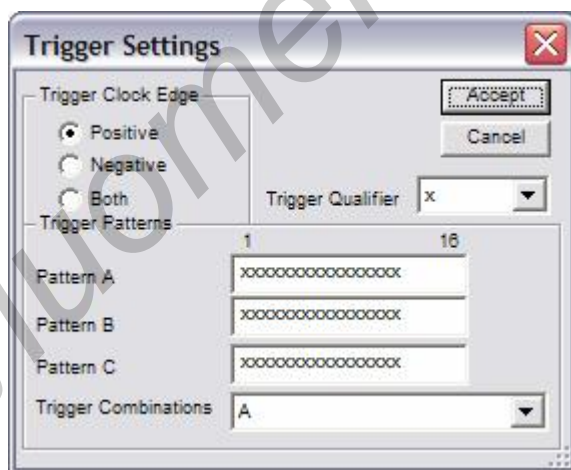 Trigger Settings
Trigger Clock Edge
Accept
Positive
Cancel
Negative
Both
Trigger Qualifier x
Trigger Patterns
1 16
Pattern A xxxxxxxxxxxxxxxx
Pattern B xxxxxxxxxxxxxxxx
Pattern C xxxxxxxxxxxxxxxx
Trigger Combinations A